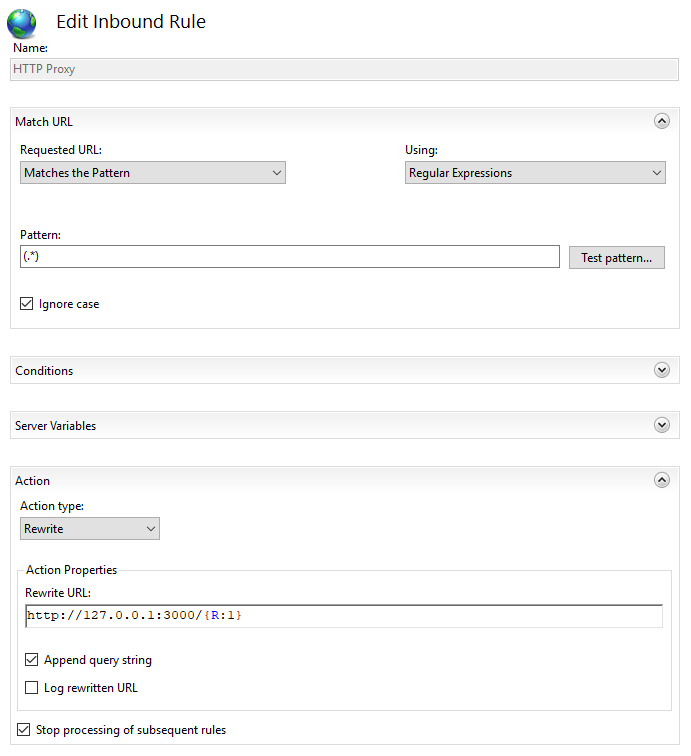 Edit Inbound Rule
Name:
HTTP Proxy
Match URL
Requested URL:
Using:
Matches the Pattern
Regular Expressions
Pattern:
(.*)
Test pattern...
Ignore case
Conditions
Server Variables
Action
Action type:
Rewrite
Action Properties
Rewrite URL:
http://127.0.0.1:3000/{R:1}
Append query string
Log rewritten URL
Stop processing of subsequent rules